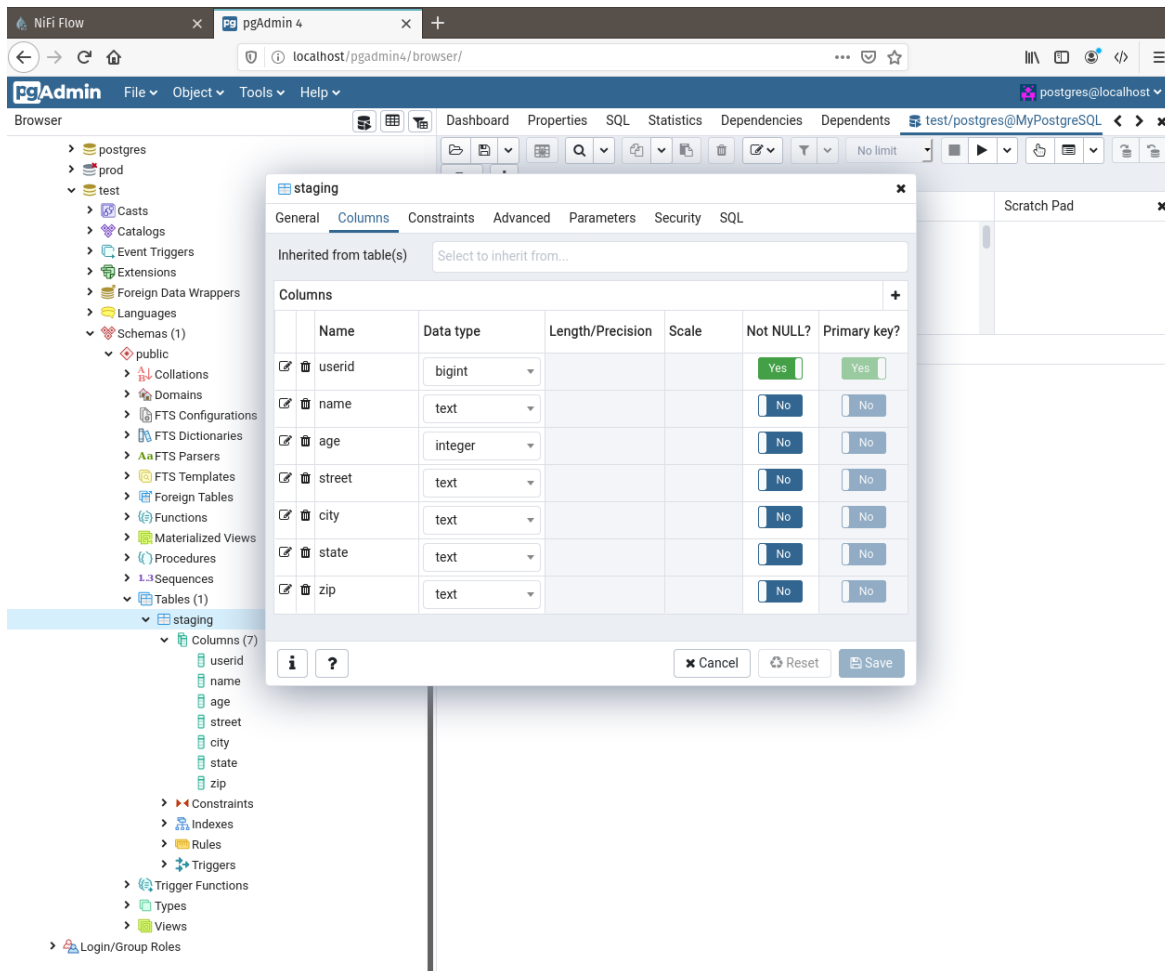 NiFi Flow
pgAdmin 4
localhost/pgadmin4/browser/
pgAdmin File Object Tools Help postgres@localhost
Browser
Dashboard Properties SQL Statistics Dependencies Dependents test/postgres@MyPostgreSQL
No limit
Scratch Pad
postgres
prod
test
Casts
Catalogs
Event Triggers
Extensions
Foreign Data Wrappers
Languages
Schemas (1)
public
Collations
Domains
FTS Configurations
FTS Dictionaries
Aa FTS Parsers
FTS Templates
Foreign Tables
Functions
Materialized Views
Procedures
1..3 Sequences
Tables (1)
staging
Columns (7)
userid
name
age
street
city
state
zip
Constraints
Indexes
Rules
Triggers
Trigger Functions
Types
Views
Login/Group Roles
staging
General Columns Constraints Advanced Parameters Security SQL
Inherited from table(s) Select to inherit from...
Columns
Name Data type Length/Precision Scale Not NULL? Primary key?
userid bigint Yes Yes
name text No No
age integer No No
street text No No
city text No No
state text No No
zip text No No
i ? Cancel Reset Save